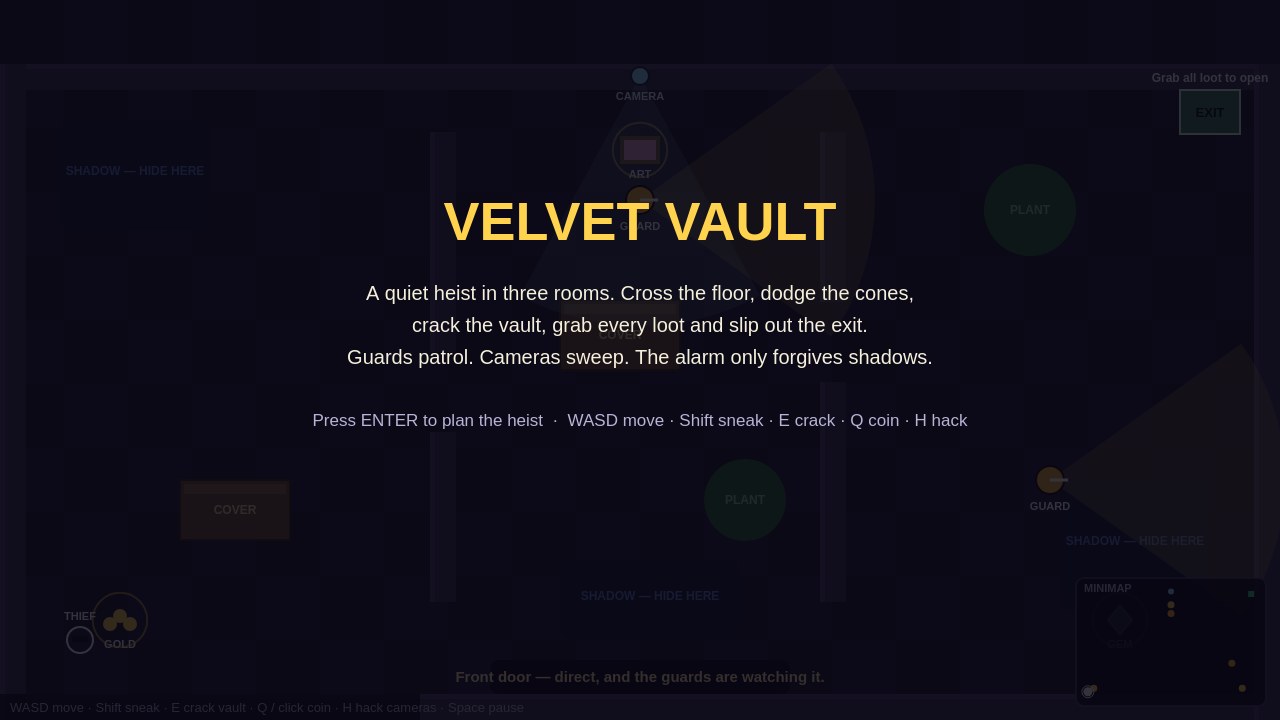 Grab all loot to open
CAMERA
EXIT
SHADOW — HIDE HERE
ART
PLANT
GUARD
VELVET VAULT
A quiet heist in three rooms. Cross the floor, dodge the cones,
crack the vault, grab every loot and slip out the exit.
COVER
Guards patrol. Cameras sweep. The alarm only forgives shadows.
Press ENTER to plan the heist · WASD move · Shift sneak · E crack · Q coin · H hack
COVER
PLANT
GUARD
SHADOW — HIDE HERE
MINIMAP
SHADOW — HIDE HERE
THIEF
GOLD
GEM
Front door — direct, and the guards are watching it.
WASD move · Shift sneak · E crack vault · Q / click coin · H hack cameras · Space pause